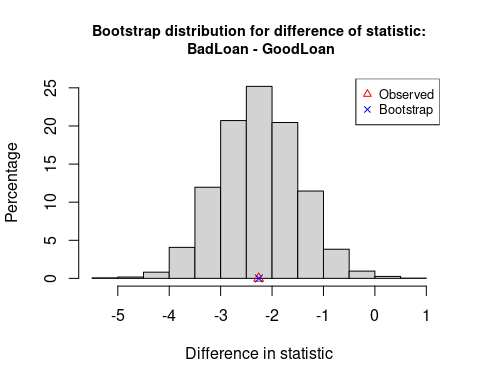 Bootstrap distribution for difference of statistic:
BadLoan - GoodLoan
Observed
Bootstrap
Percentage
25
20
15
10
5
0
-5 -4 -3 -2 -1 0 1
Difference in statistic